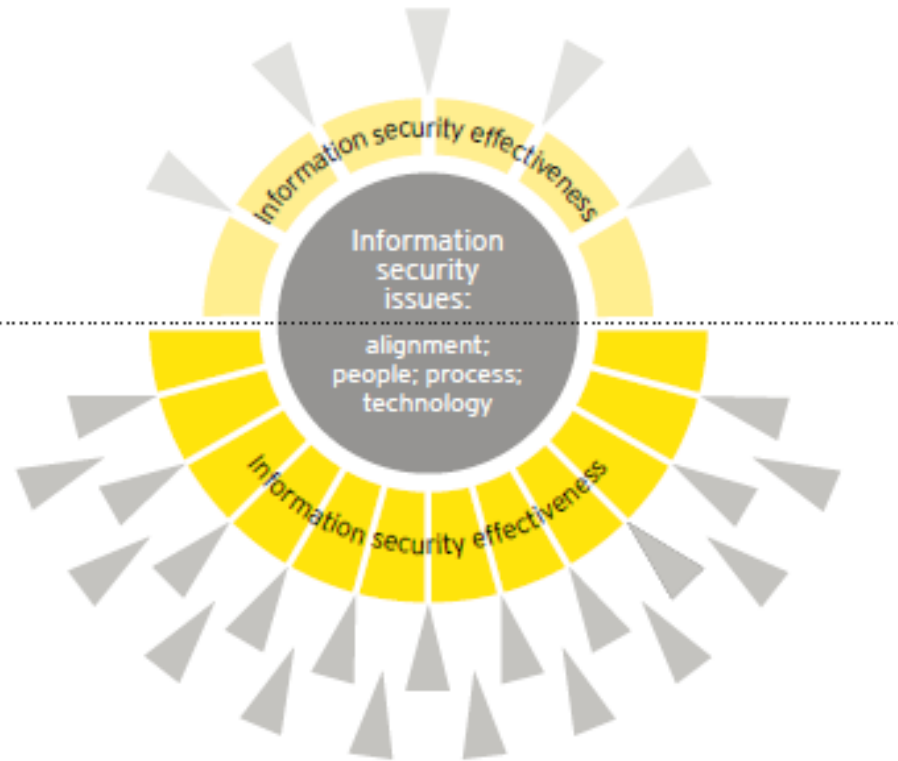 Information security effectiveness
Information
security
issues:
alignment;
people; process;
technology
Information security effectiveness